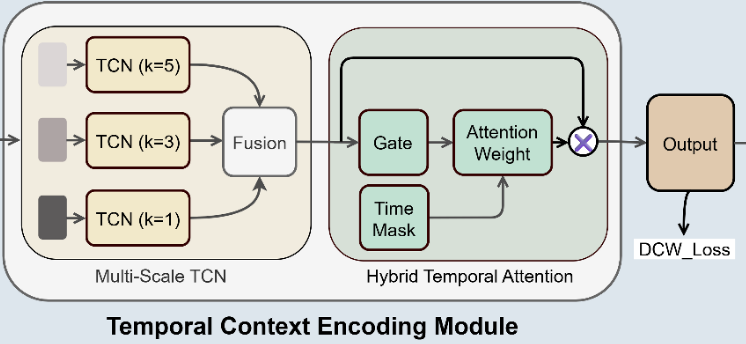 TCN (k=5)
TCN (k=3)
TCN (k=1)
Fusion
Multi-Scale TCN
Gate
Attention
Weight
Time
Mask
Hybrid Temporal Attention
Output
DCW_Loss
Temporal Context Encoding Module